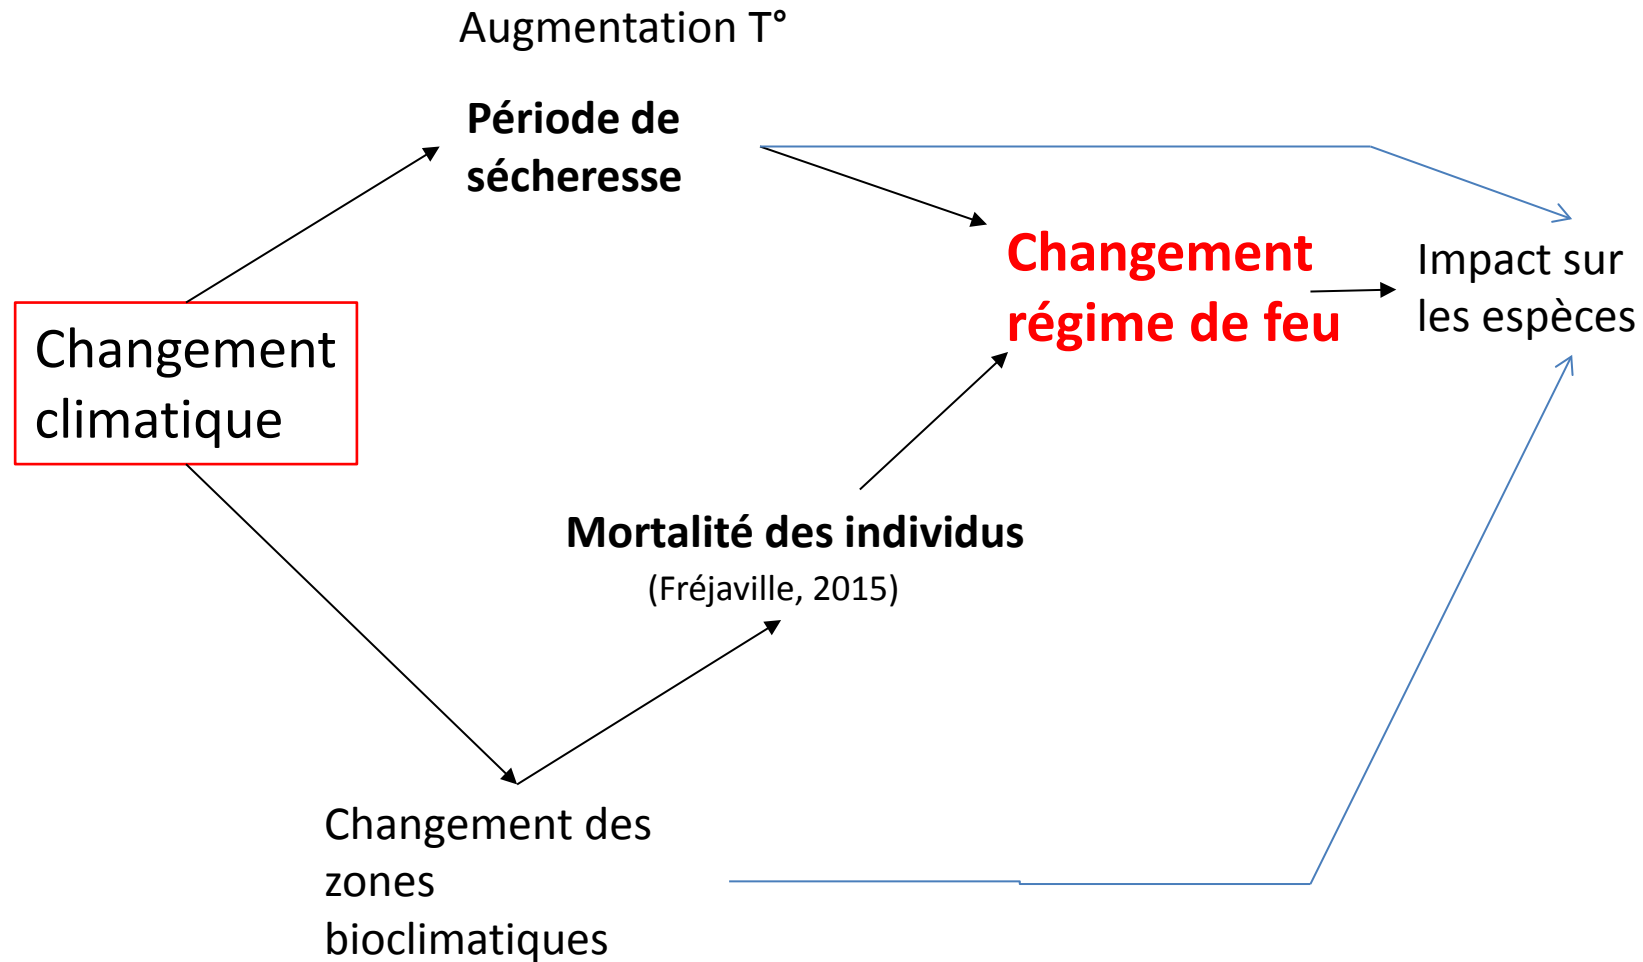 Augmentation T°
Période de
sécheresse
Changement
régime de feu
Impact sur
les espèces
Changement
climatique
Mortalité des individus
(Fréjaville, 2015)
Changement des
zones
bioclimatiques